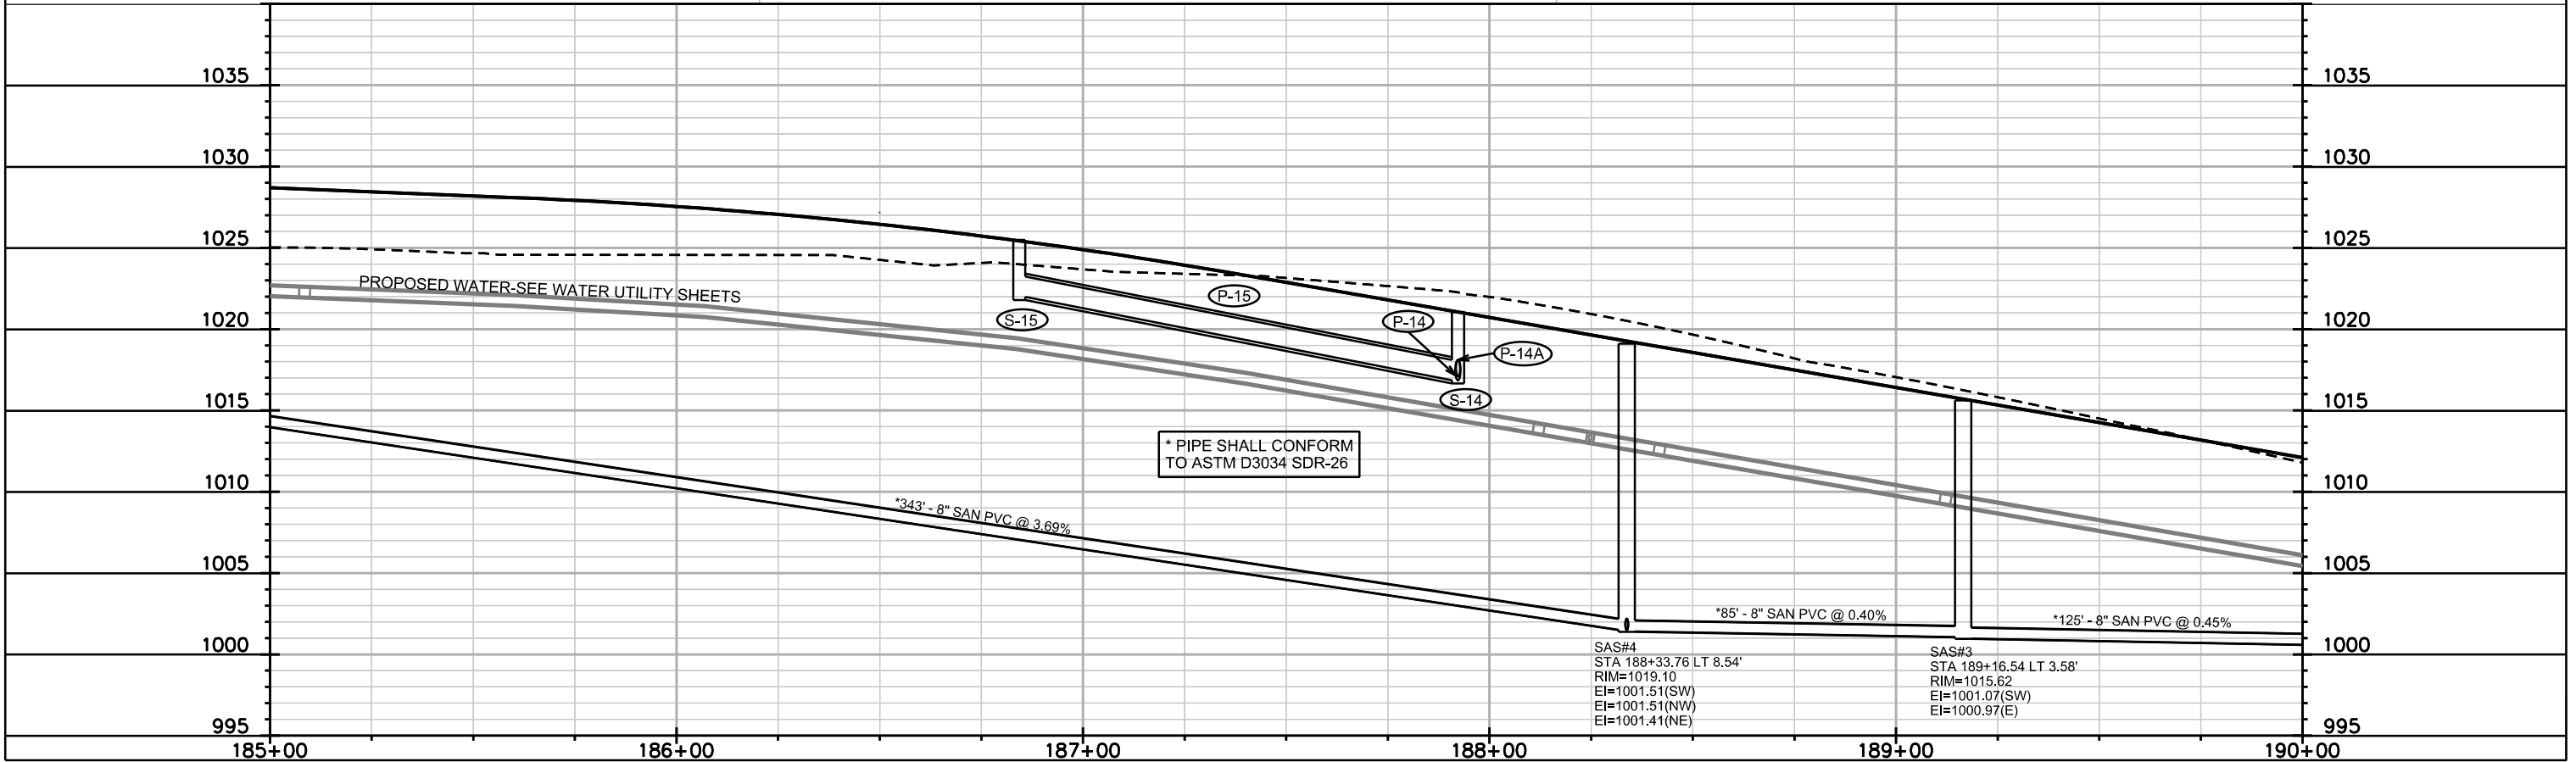 1035 1035
1030 1030
1025 1025
PROPOSED WATER-SEE WATER UTILITY SHEETS
P-15
S-15
P-14
1020 1020
P-14A
S-14
1015 1015
* PIPE SHALL CONFORM
TO ASTM D3034 SDR-26
1010 1010
*343' - 8" SAN PVC @ 3.69%
1005 1005
*85' - 8" SAN PVC @ 0.40%
*125' - 8" SAN PVC @ 0.45%
1000 1000
SAS#4
STA 188+33.76 LT 8.54'
RIM=1019.10
EI=1001.51(SW)
EI=1001.51(NW)
EI=1001.41(NE)
SAS#3
STA 189+16.54 LT 3.58'
RIM=1015.62
EI=1001.07(SW)
EI=1000.97(E)
995 995
185+00 186+00 187+00 188+00 189+00 190+00